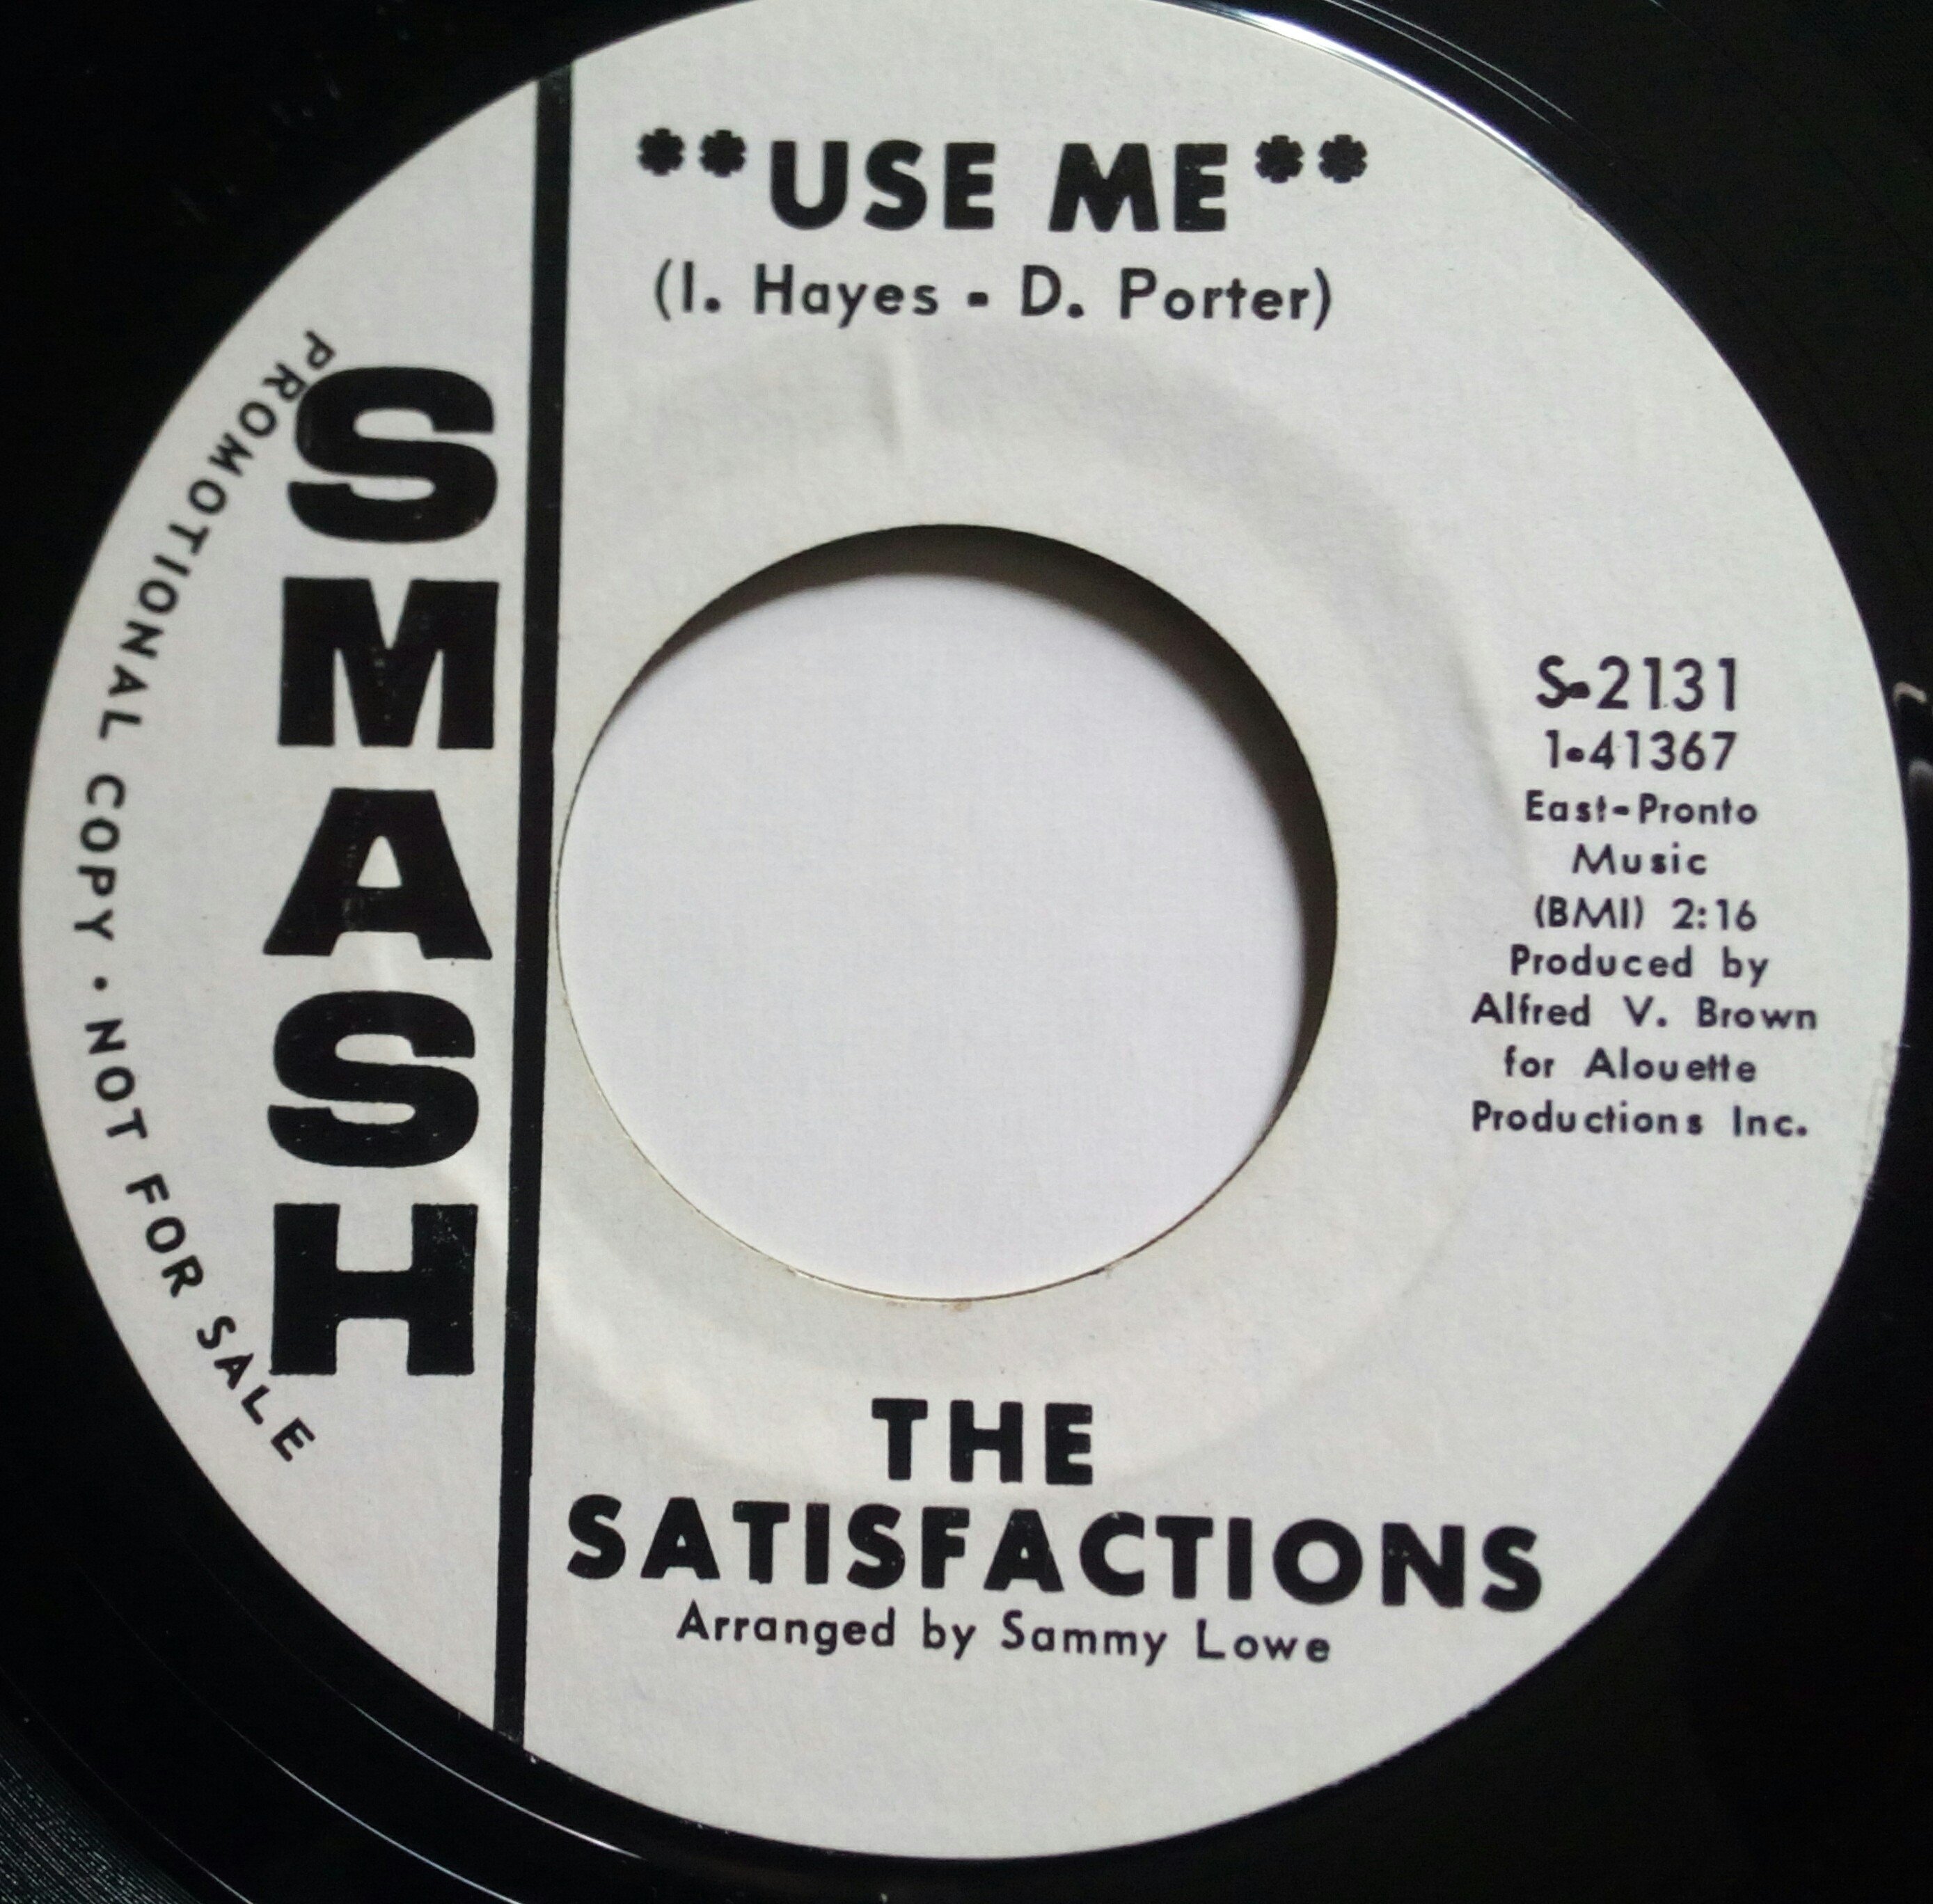 **USE ME**
(I. Hayes - D. Porter)
PROMOTIONAL COPY • NOT FOR SALE
SMASH
S-2131
1-41367
East-Pronto
Music
(BMI) 2:16
Produced by
Alfred V. Brown
for Alouette
Productions Inc.
THE
SATISFACTIONS
Arranged by Sammy Lowe